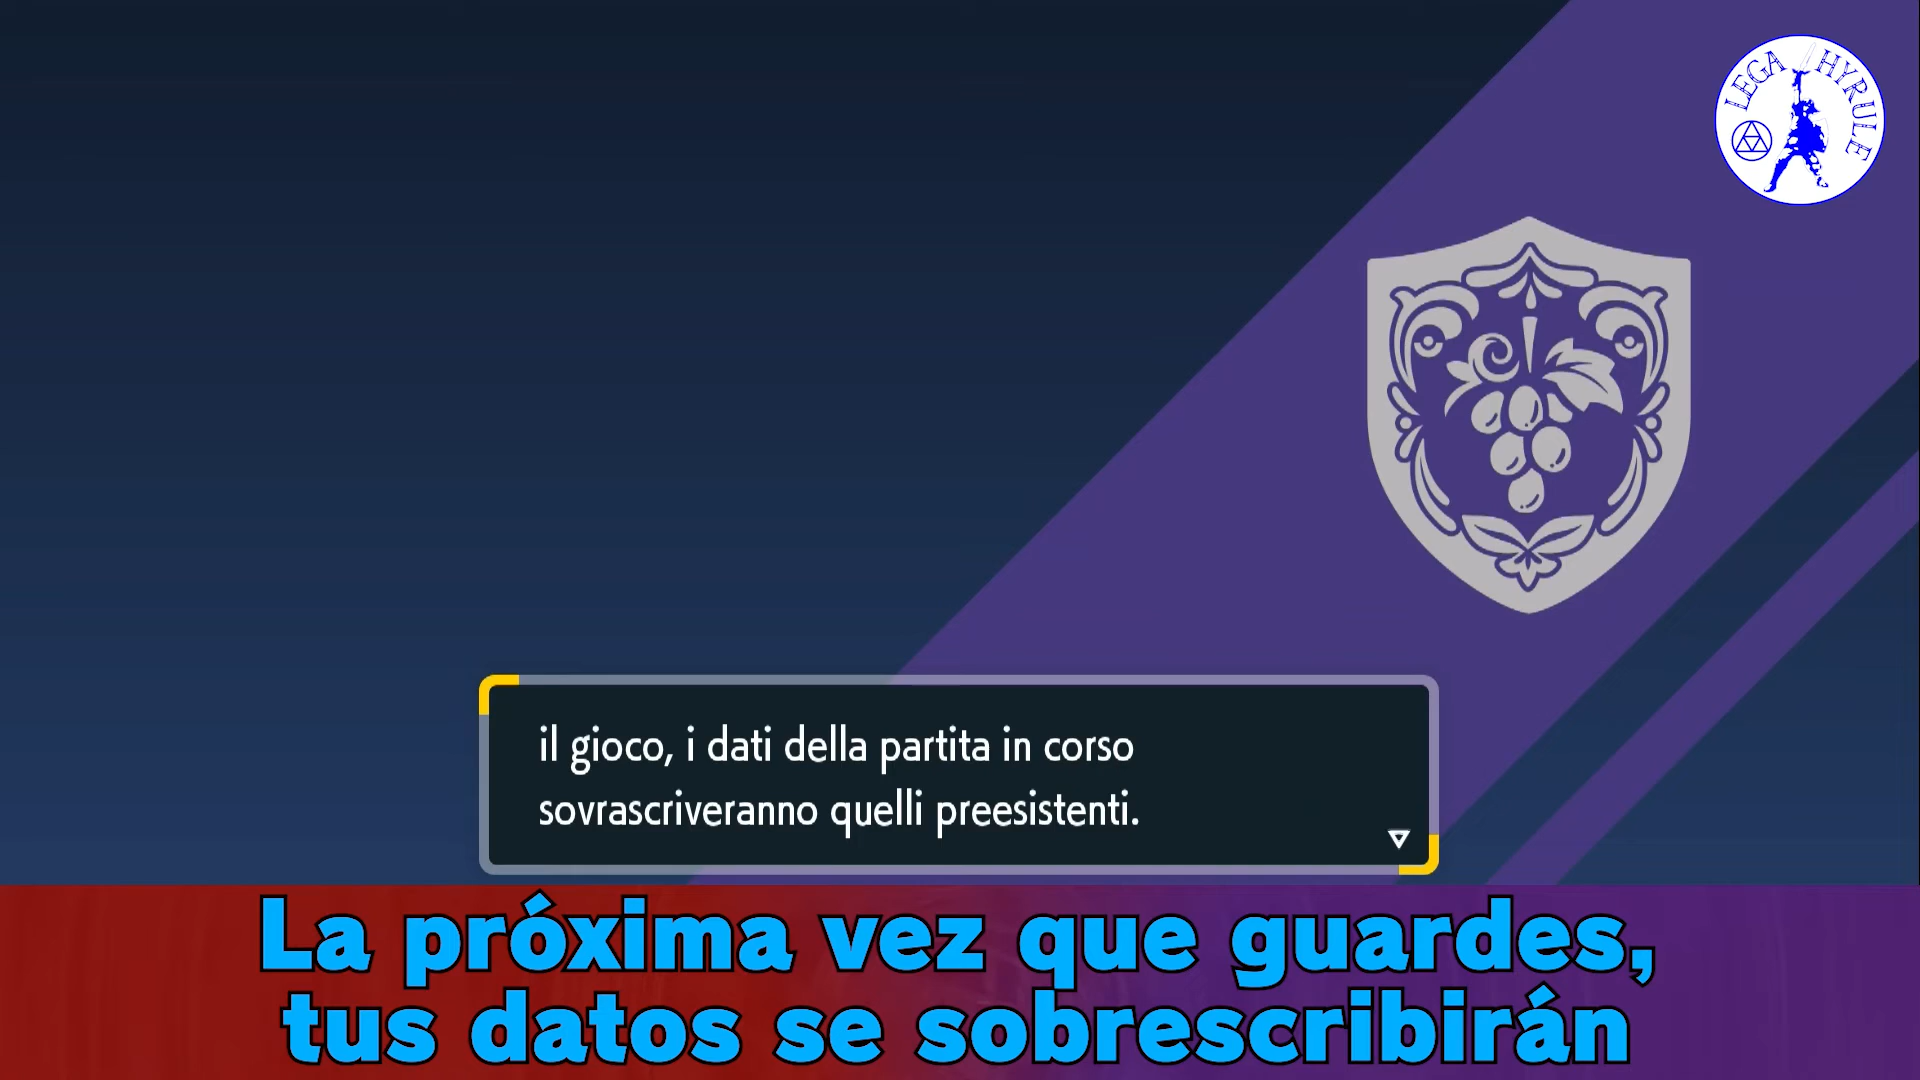 LEGA HYRULE
il gioco, i dati della partita in corso
sovrascriveranno quelli preesistenti.
La próxima vez que guardes,
tus datos se sobrescribirán